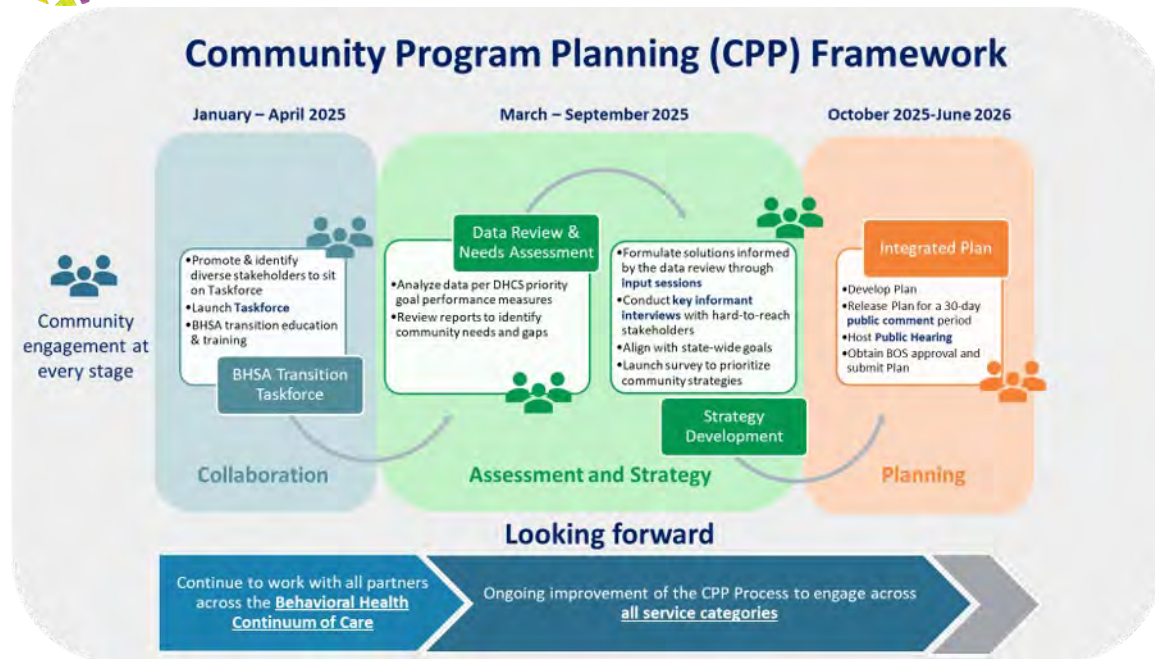 Community Program Planning (CPP) Framework
January – April 2025
March – September 2025
October 2025-June 2026
Community
engagement at
every stage
•Promote & identify
diverse stakeholders to sit
on Taskforce
•Launch Taskforce
•BHSA transition education
& training
BHSA Transition
Taskforce
Collaboration
Data Review &
Needs Assessment
•Analyze data per DHCS priority
goal performance measures
•Review reports to identify
community needs and gaps
•Formulate solutions informed
by the data review through
input sessions
•Conduct key informant
interviews with hard-to-reach
stakeholders
•Align with state-wide goals
•Launch survey to prioritize
community strategies
Strategy
Development
Assessment and Strategy
Integrated Plan
•Develop Plan
•Release Plan for a 30-day
public comment period
•Host Public Hearing
•Obtain BOS approval and
submit Plan
Planning
Looking forward
Continue to work with all partners
across the Behavioral Health
Continuum of Care
Ongoing improvement of the CPP Process to engage across
all service categories